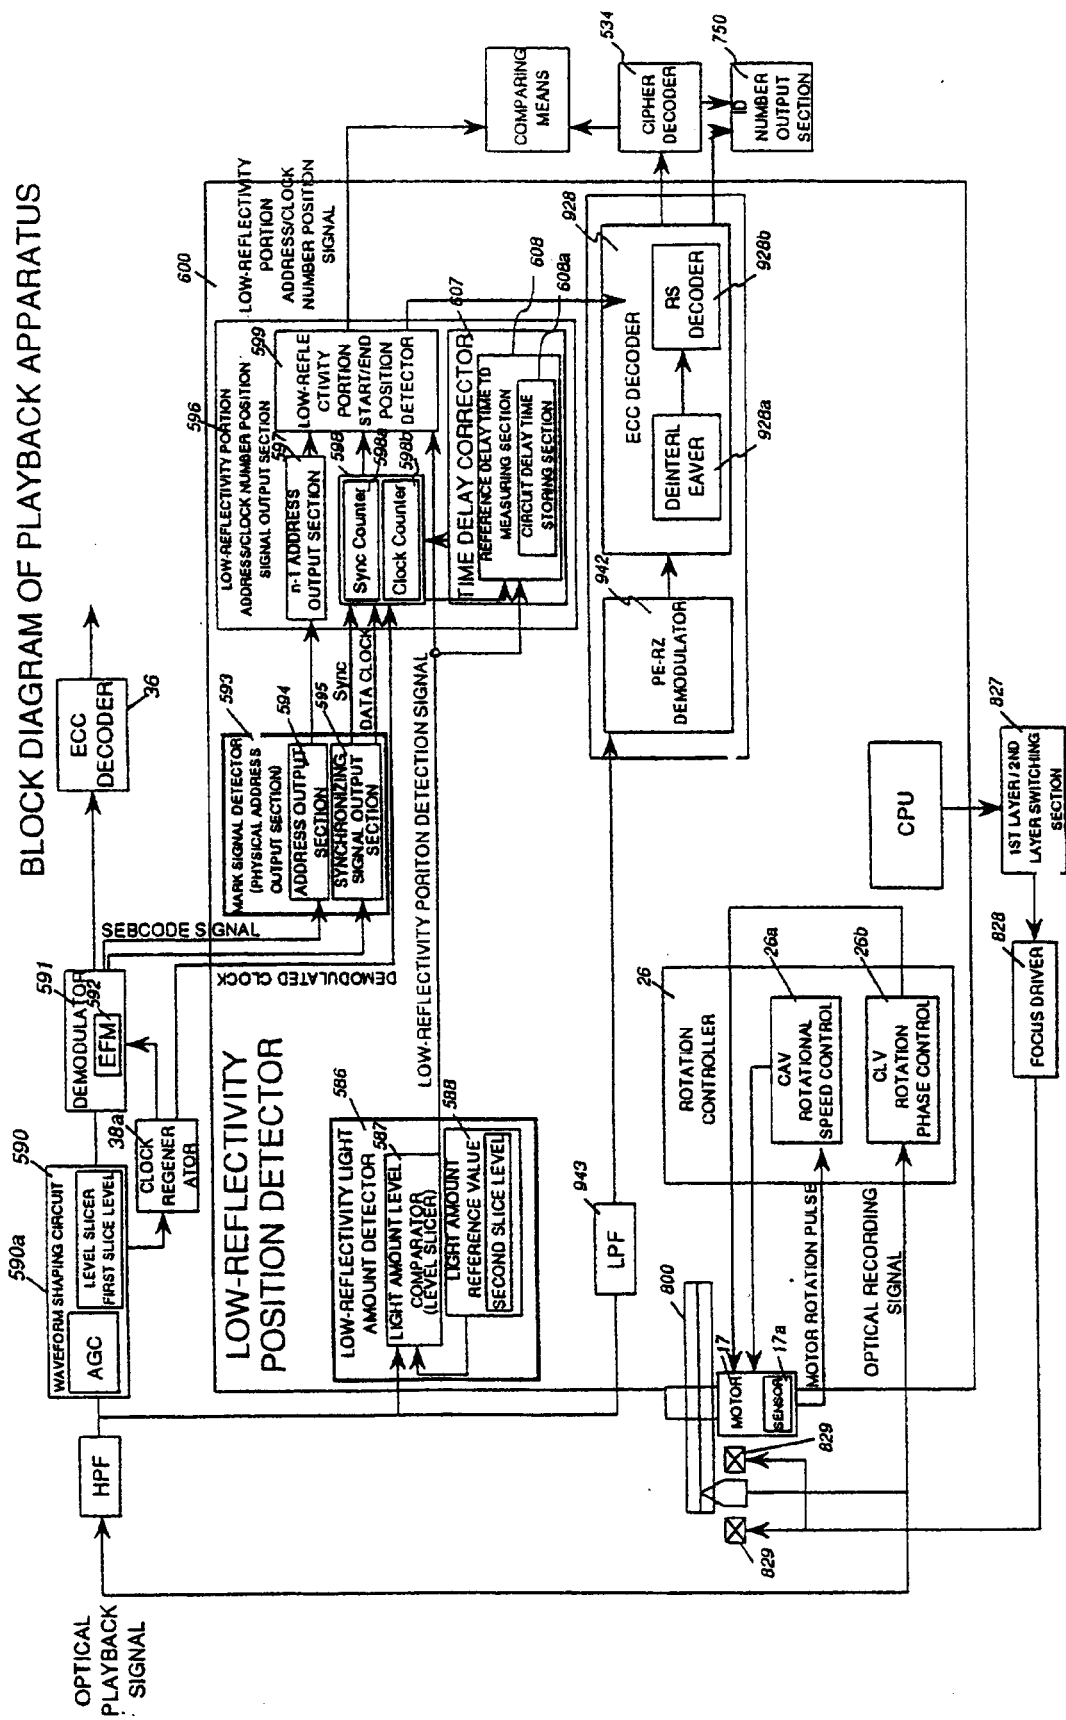 BLOCK DIAGRAM OF PLAYBACK APPARATUS
OPTICAL
PLAYBACK
SIGNAL
HPF
590a
590
WAVEFORM SHAPING CIRCUIT
AGC
LEVEL SLICER
FIRST SLICE LEVEL
38a
CLOCK
REGENER
ATOR
591
DEMODULATOR
592
EFM
ECC
DECODER
36
SEBCODE SIGNAL
DEMODULATED CLOCK
593
MARK SIGNAL DETECTOR
(PHYSICAL ADDRESS
OUTPUT SECTION)
594
ADDRESS OUTPUT
SECTION
595
SYNCHRONIZING
SIGNAL OUTPUT
SECTION
Sync
DATA CLOCK
LOW-REFLECTIVITY
POSITION DETECTOR
600
586
LOW-REFLECTIVITY LIGHT
AMOUNT DETECTOR
587
LIGHT AMOUNT LEVEL
COMPARATOR
(LEVEL SLICER)
588
LIGHT AMOUNT
REFERENCE VALUE
SECOND SLICE LEVEL
LOW-REFLECTIVITY PORITON DETECTION SIGNAL
596
LOW-REFLECTIVITY PORTION
ADDRESS/CLOCK NUMBER POSITION
SIGNAL OUTPUT SECTION
597
n-1 ADDRESS
OUTPUT SECTION
598
598a
Sync Counter
598b
Clock Counter
599
LOW-REFLE
CTIVITY
PORTION
START/END
POSITION
DETECTOR
LOW-REFLECTIVITY
PORTION
ADDRESS/CLOCK
NUMBER POSITION
SIGNAL
607
TIME DELAY CORRECTOR
608
REFERENCE DELAY TIME TD
MEASURING SECTION
608a
CIRCUIT DELAY TIME
STORING SECTION
COMPARING
MEANS
534
CIPHER
DECODER
750
ID
NUMBER
OUTPUT
SECTION
943
LPF
942
PE-RZ
DEMODULATOR
928
ECC DECODER
DEINTERL
EAVER
928a
RS
DECODER
928b
800
17
MOTOR
17a
SENSOR
829
829
MOTOR ROTATION PULSE
OPTICAL RECORDING
SIGNAL
26
ROTATION
CONTROLLER
26a
CAV
ROTATIONAL
SPEED CONTROL
26b
CLV
ROTATION
PHASE CONTROL
CPU
827
1ST LAYER/2ND
LAYER SWITCHING
SECTION
828
FOCUS DRIVER